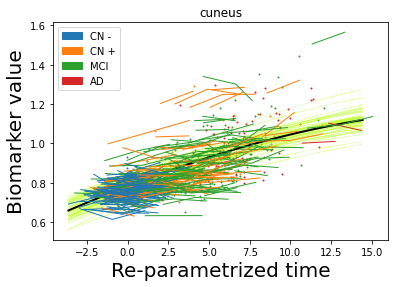 cuneus
CN -
CN +
MCI
AD
Biomarker value
1.6
1.4
1.2
1.0
0.8
0.6
−2.5 0.0 2.5 5.0 7.5 10.0 12.5 15.0
Re-parametrized time